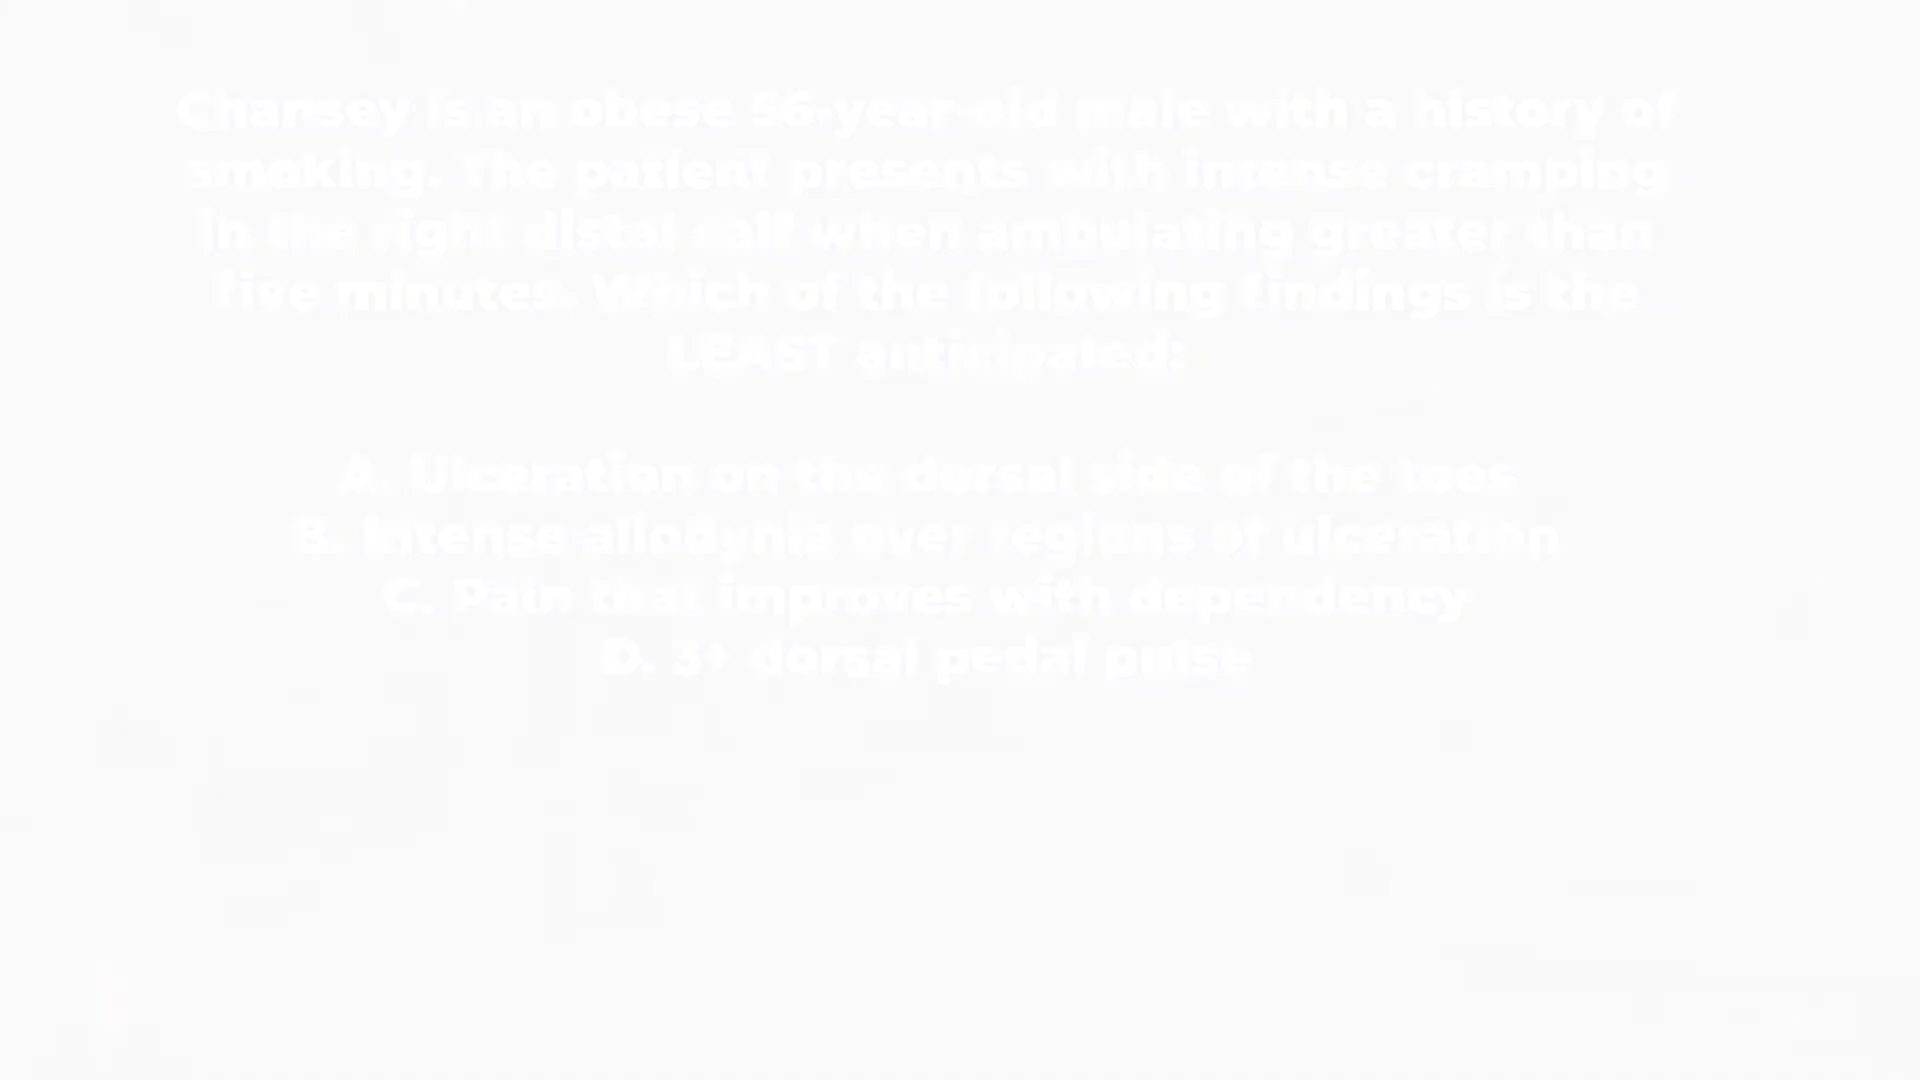 Chansey is an obese 56-year-old male with a history of
smoking. The patient presents with intense cramping
in the right distal calf when ambulating greater than
five minutes. Which of the following findings is the
LEAST anticipated:
A. Ulceration on the dorsal side of the toes
B. Intense allodynia over regions of ulceration
C. Pain that improves with dependency
D. 3+ dorsal pedal pulse